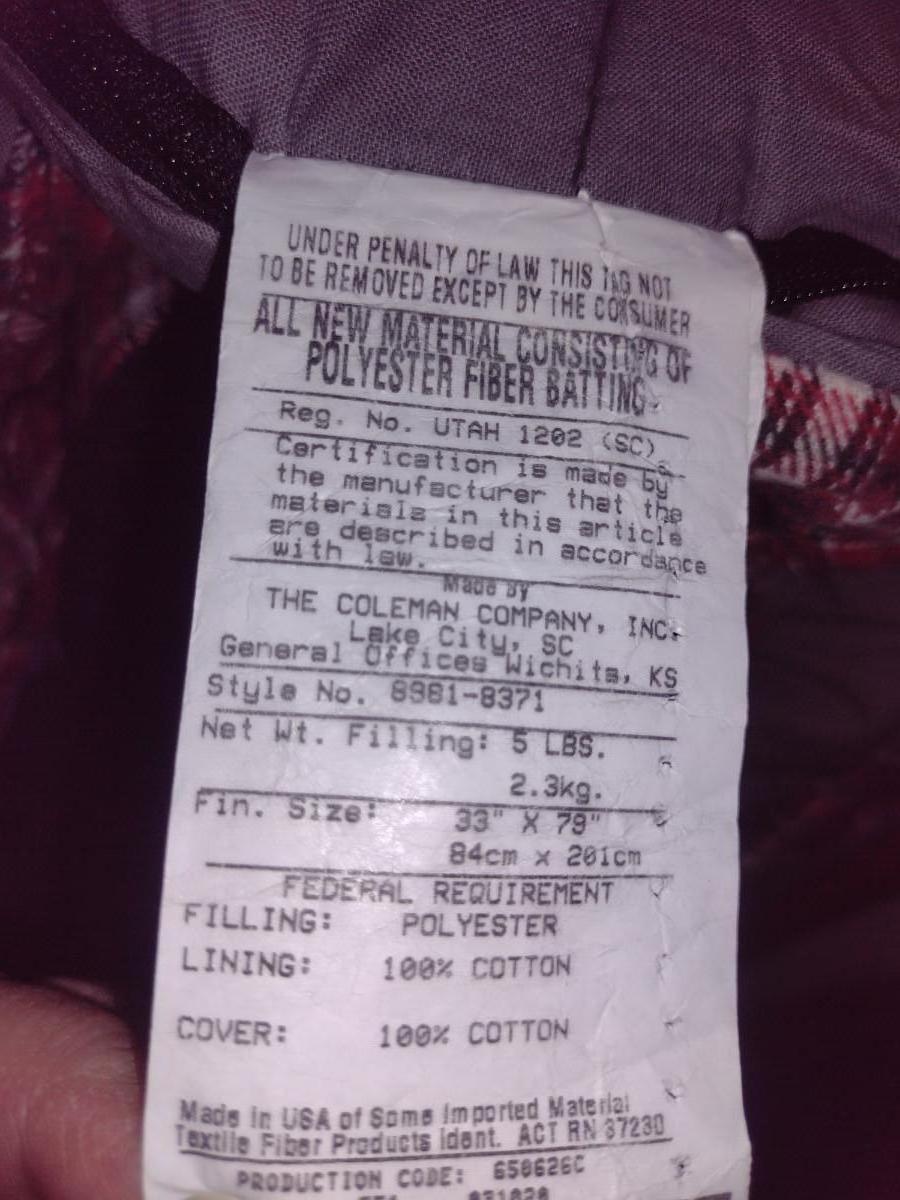 UNDER PENALTY OF LAW THIS TAG NOT
TO BE REMOVED EXCEPT BY THE CONSUMER
ALL NEW MATERIAL CONSISTING OF
POLYESTER FIBER BATTING
Reg. No. UTAH 1202 (SC)
Certification is made by
the manufacturer that the
materials in this article
are described in accordance
with law.
Made By
THE COLEMAN COMPANY, INC.
Lake City, SC
General Offices Wichita, KS
Style No. 8981-8371
Net Wt. Filling: 5 LBS.
2.3kg.
Fin. Size: 33" X 79"
84cm x 201cm
FEDERAL REQUIREMENT
FILLING: POLYESTER
LINING: 100% COTTON
COVER: 100% COTTON
Made in USA of Some Imported Material
Textile Fiber Products Ident. ACT RN 37230
PRODUCTION CODE: 650626C